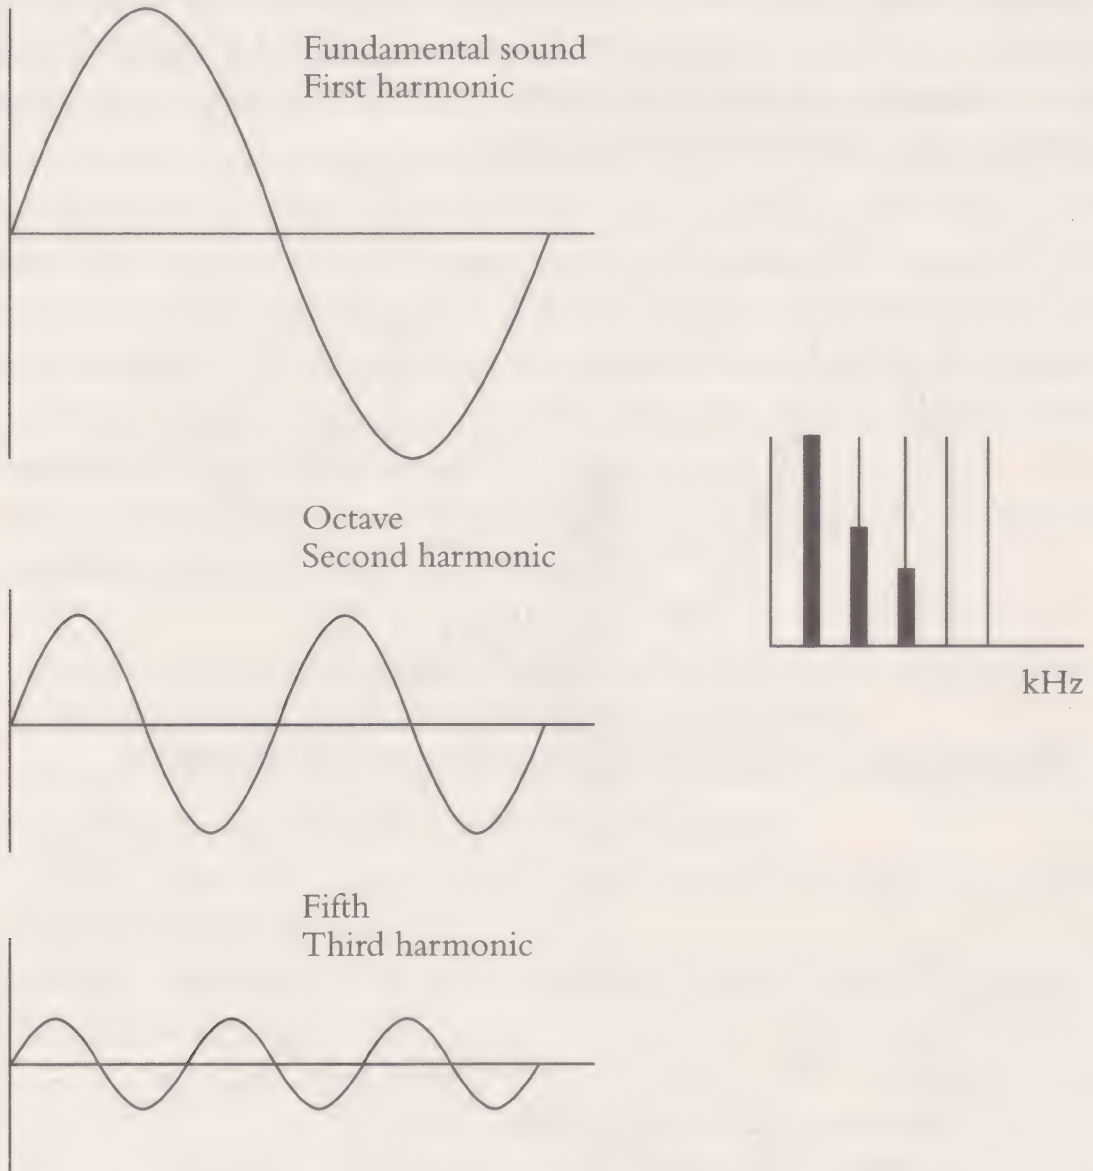 Fundamental sound
First harmonic
Octave
Second harmonic
kHz
Fifth
Third harmonic